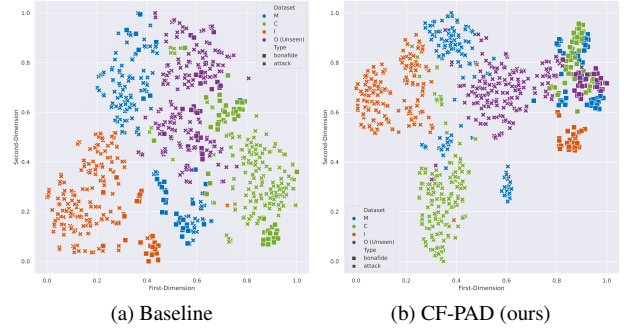 Dataset
M
C
I
O (Unseen)
Type
bonafide
attack
Second-Dimension
1.0
0.8
0.6
0.4
0.2
0.0
0.0 0.2 0.4 0.6 0.8 1.0
First-Dimension
(a) Baseline
Second-Dimension
1.0
0.8
0.6
0.4
0.2
0.0
Dataset
M
C
I
O (Unseen)
Type
bonafide
attack
0.0 0.2 0.4 0.6 0.8 1.0
First-Dimension
(b) CF-PAD (ours)